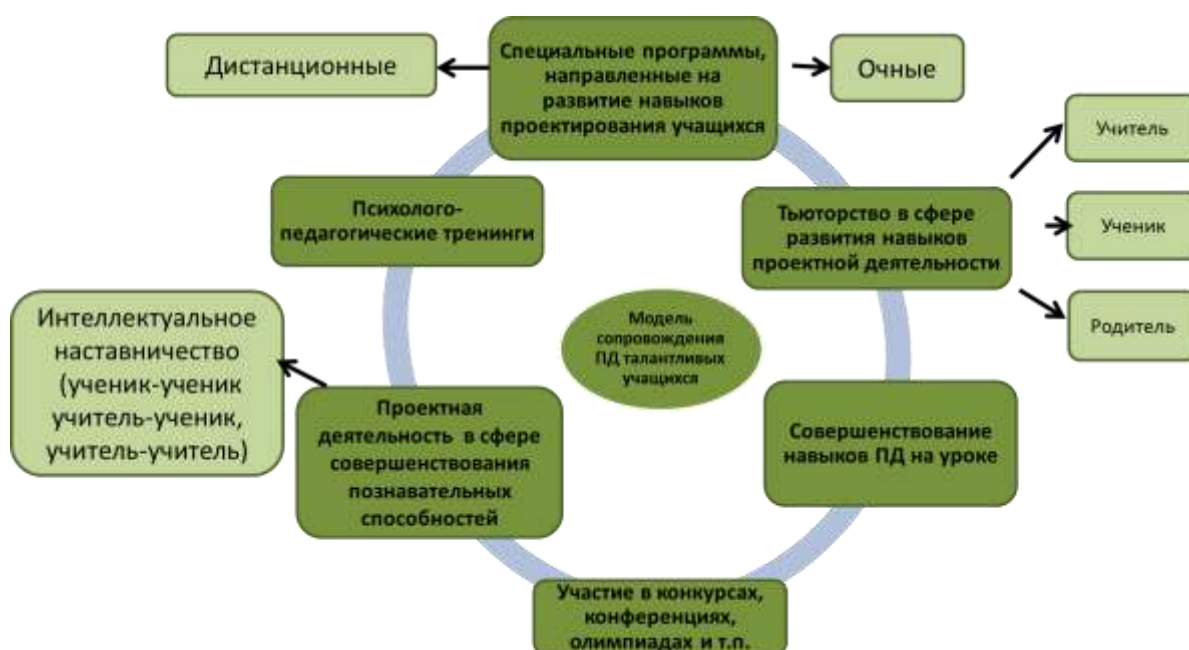 Специальные программы,
направленные на
развитие навыков
проектирования учащихся
Дистанционные
Очные
Учитель
Ученик
Родитель
Тьюторство в сфере
развития навыков
проектной деятельности
Психолого-
педагогические тренинги
Модель
сопровождения
ПД талантливых
учащихся
Интеллектуальное
наставничество
(ученик-ученик
учитель-ученик,
учитель-учитель)
Проектная
деятельность в сфере
совершенствования
познавательных
способностей
Совершенствование
навыков ПД на уроке
Участие в конкурсах,
конференциях,
олимпиадах и т.п.